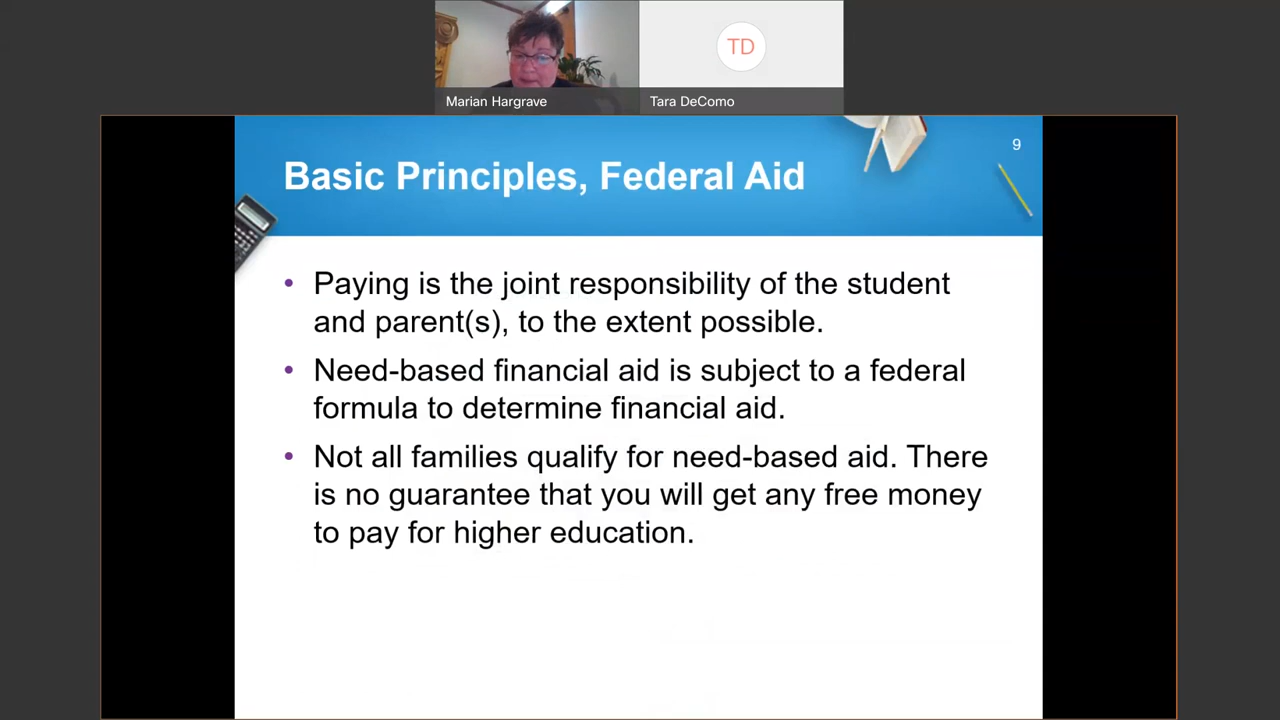 TD
Marian Hargrave
Tara DeComo
9
Basic Principles, Federal Aid
• Paying is the joint responsibility of the student
and parent(s), to the extent possible.
• Need-based financial aid is subject to a federal
formula to determine financial aid.
• Not all families qualify for need-based aid. There
is no guarantee that you will get any free money
to pay for higher education.